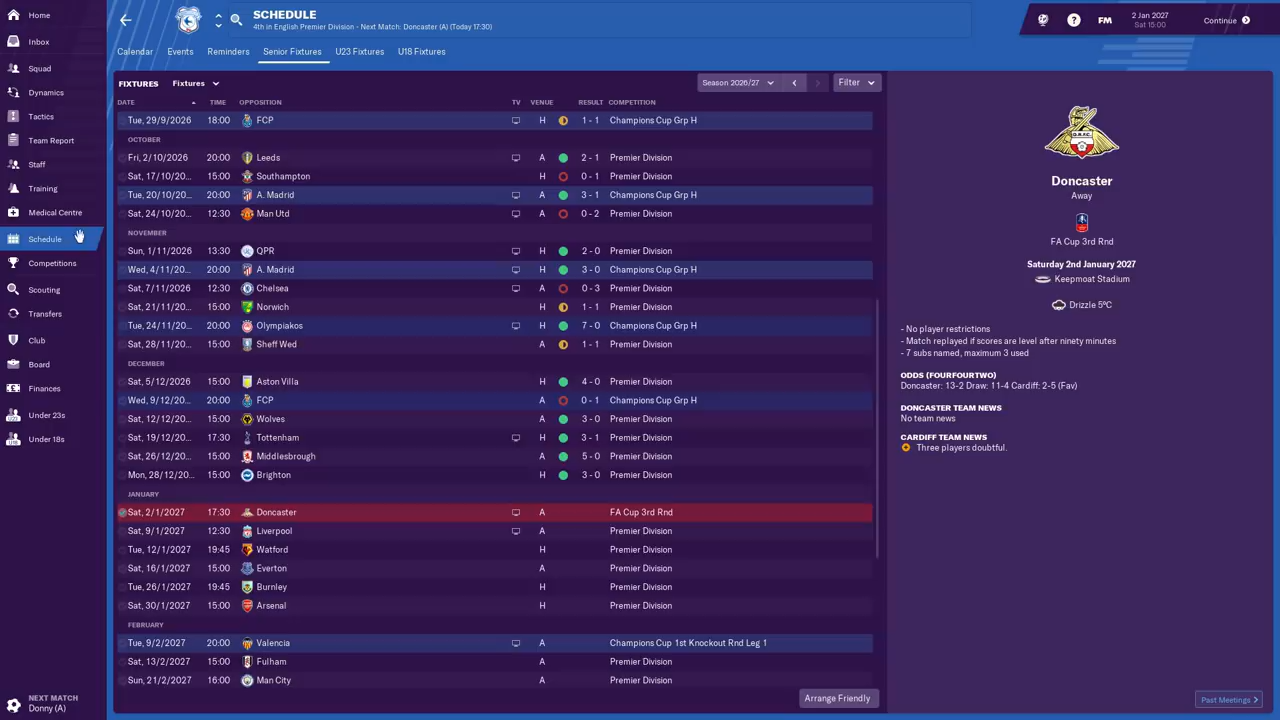 SCHEDULE
4th in English Premier Division - Next Match: Doncaster (A) (Today 17:30)
? FM
2 Jan 2027
Sat 15:00
Continue
Home
Inbox
Squad
Dynamics
Tactics
Team Report
Staff
Training
Medical Centre
Schedule
Competitions
Scouting
Transfers
Club
Board
Finances
Under 23s
Under 18s
NEXT MATCH
Donny (A)
Calendar Events Reminders Senior Fixtures U23 Fixtures U18 Fixtures
FIXTURES Fixtures Season 2026/27 Filter
DATE TIME OPPOSITION TV VENUE RESULT COMPETITION
Tue, 29/9/2026 18:00 FCP H 1 - 1 Champions Cup Grp H
OCTOBER
Fri, 2/10/2026 20:00 Leeds A 2 - 1 Premier Division
Sat, 17/10/20... 15:00 Southampton H 0 - 1 Premier Division
Tue, 20/10/20... 20:00 A. Madrid A 3 - 1 Champions Cup Grp H
Sat, 24/10/20... 12:30 Man Utd A 0 - 2 Premier Division
NOVEMBER
Sun, 1/11/2026 13:30 QPR H 2 - 0 Premier Division
Wed, 4/11/20... 20:00 A. Madrid H 3 - 0 Champions Cup Grp H
Sat, 7/11/2026 12:30 Chelsea A 0 - 3 Premier Division
Sat, 21/11/20... 15:00 Norwich H 1 - 1 Premier Division
Tue, 24/11/20... 20:00 Olympiakos H 7 - 0 Champions Cup Grp H
Sat, 28/11/20... 15:00 Sheff Wed A 1 - 1 Premier Division
DECEMBER
Sat, 5/12/2026 15:00 Aston Villa H 4 - 0 Premier Division
Wed, 9/12/20... 20:00 FCP A 0 - 1 Champions Cup Grp H
Sat, 12/12/20... 15:00 Wolves A 3 - 0 Premier Division
Sat, 19/12/20... 17:30 Tottenham H 3 - 1 Premier Division
Sat, 26/12/20... 15:00 Middlesbrough A 5 - 0 Premier Division
Mon, 28/12/20... 15:00 Brighton H 3 - 0 Premier Division
JANUARY
Sat, 2/1/2027 17:30 Doncaster A FA Cup 3rd Rnd
Sat, 9/1/2027 12:30 Liverpool A Premier Division
Tue, 12/1/2027 19:45 Watford H Premier Division
Sat, 16/1/2027 15:00 Everton A Premier Division
Tue, 26/1/2027 19:45 Burnley H Premier Division
Sat, 30/1/2027 15:00 Arsenal H Premier Division
FEBRUARY
Tue, 9/2/2027 20:00 Valencia A Champions Cup 1st Knockout Rnd Leg 1
Sat, 13/2/2027 15:00 Fulham A Premier Division
Sun, 21/2/2027 16:00 Man City A Premier Division
Arrange Friendly
Doncaster
Away
FA Cup 3rd Rnd
Saturday 2nd January 2027
Keepmoat Stadium
Drizzle 5ºC
- No player restrictions
- Match replayed if scores are level after ninety minutes
- 7 subs named, maximum 3 used
ODDS (FOURFOURTWO)
Doncaster: 13-2 Draw: 11-4 Cardiff: 2-5 (Fav)
DONCASTER TEAM NEWS
No team news
CARDIFF TEAM NEWS
Three players doubtful.
Past Meetings